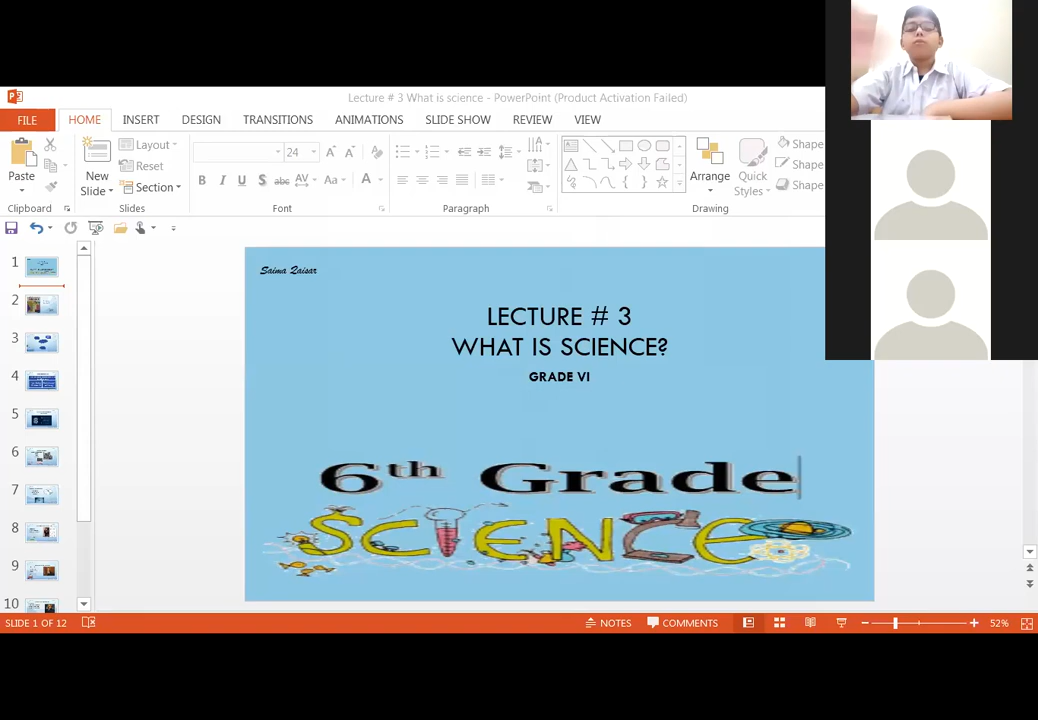 Lecture # 3 What is science - PowerPoint (Product Activation Failed)
FILE HOME INSERT DESIGN TRANSITIONS ANIMATIONS SLIDE SHOW REVIEW VIEW
Paste
Clipboard
New Slide
Layout
Reset
Section
Slides
24
B I U S abc AV Aa A
Font
Paragraph
Arrange
Quick Styles
Shape
Shape
Shape
Drawing
1
2
3
4
5
6
7
8
9
10
Saima Qaisar
LECTURE # 3
WHAT IS SCIENCE?
GRADE VI
6th Grade
SCIENCE
SLIDE 1 OF 12
NOTES
COMMENTS
52%